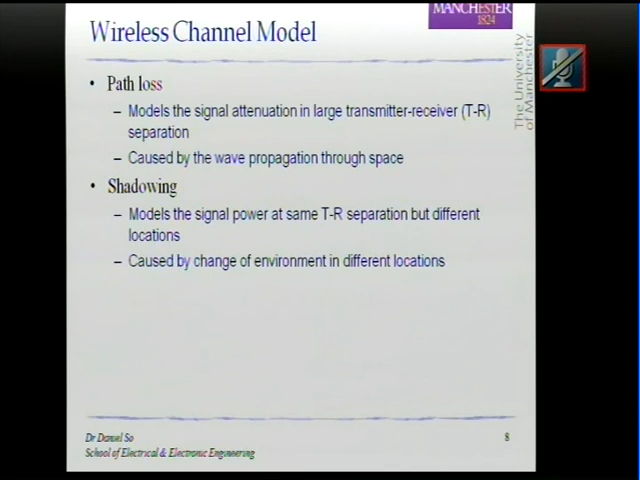 MANCHESTER
1824
The University
of Manchester
Wireless Channel Model
• Path loss
– Models the signal attenuation in large transmitter-receiver (T-R)
separation
– Caused by the wave propagation through space
• Shadowing
– Models the signal power at same T-R separation but different
locations
– Caused by change of environment in different locations
Dr Daniel So
School of Electrical & Electronic Engineering
8